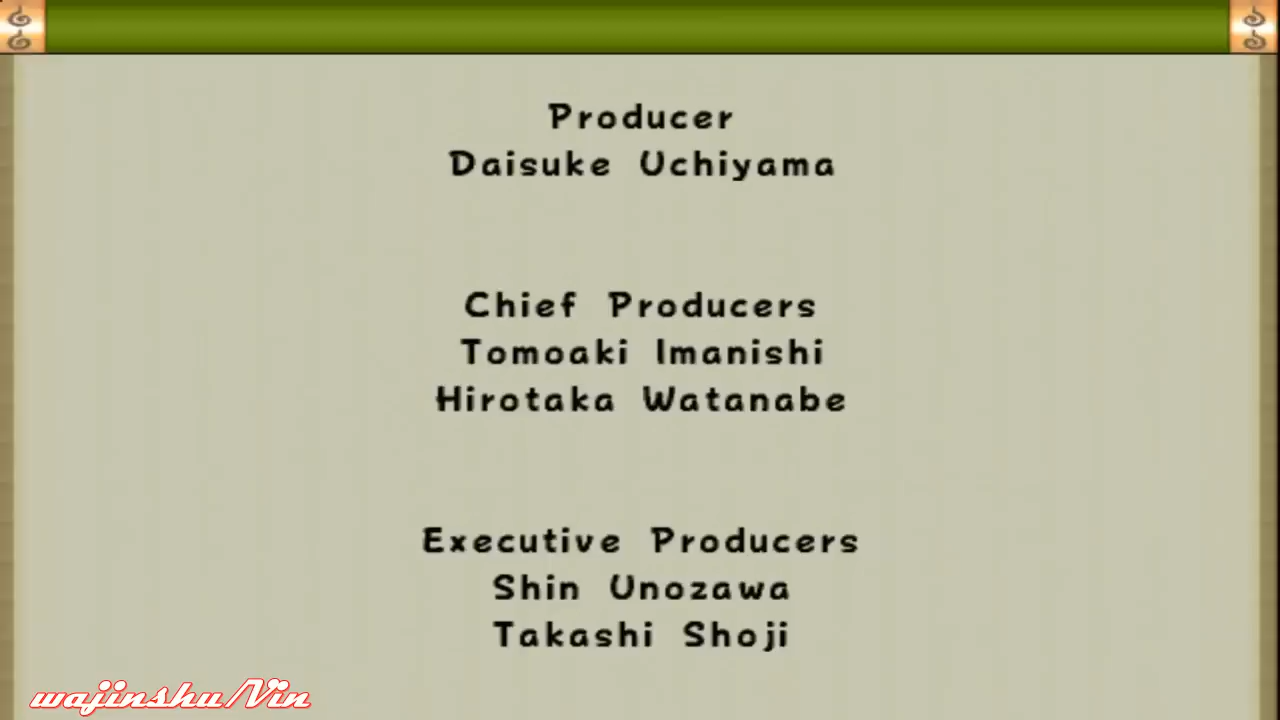 Producer
Daisuke Uchiyama
Chief Producers
Tomoaki Imanishi
Hirotaka Watanabe
Executive Producers
Shin Unozawa
Takashi Shoji
wajinshu/Vin